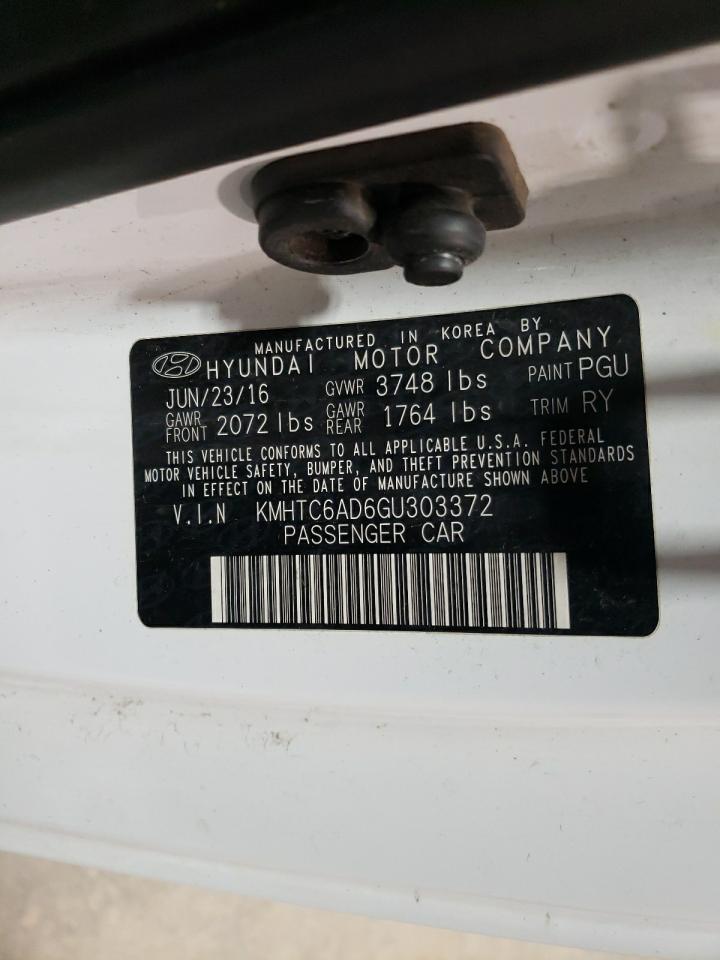 MANUFACTURED IN KOREA BY
HYUNDAI MOTOR COMPANY
JUN/23/16 GVWR 3748 lbs PAINT PGU
GAWR FRONT 2072 lbs GAWR REAR 1764 lbs TRIM RY
THIS VEHICLE CONFORMS TO ALL APPLICABLE U.S.A. FEDERAL
MOTOR VEHICLE SAFETY, BUMPER, AND THEFT PREVENTION STANDARDS
IN EFFECT ON THE DATE OF MANUFACTURE SHOWN ABOVE
V.I.N KMHTC6AD6GU303372
PASSENGER CAR